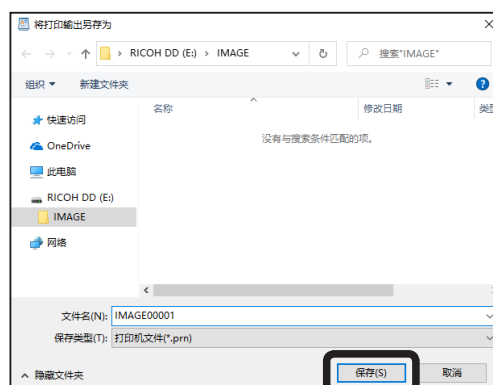 将打印输出另存为
RICOH DD (E:) › IMAGE
搜索"IMAGE"
组织 新建文件夹
名称 修改日期
没有与搜索条件匹配的项。
快速访问
OneDrive
此电脑
RICOH DD (E:)
IMAGE
网络
文件名(N): IMAGE00001
保存类型(T): 打印机文件(*.prn)
隐藏文件夹 保存(S) 取消